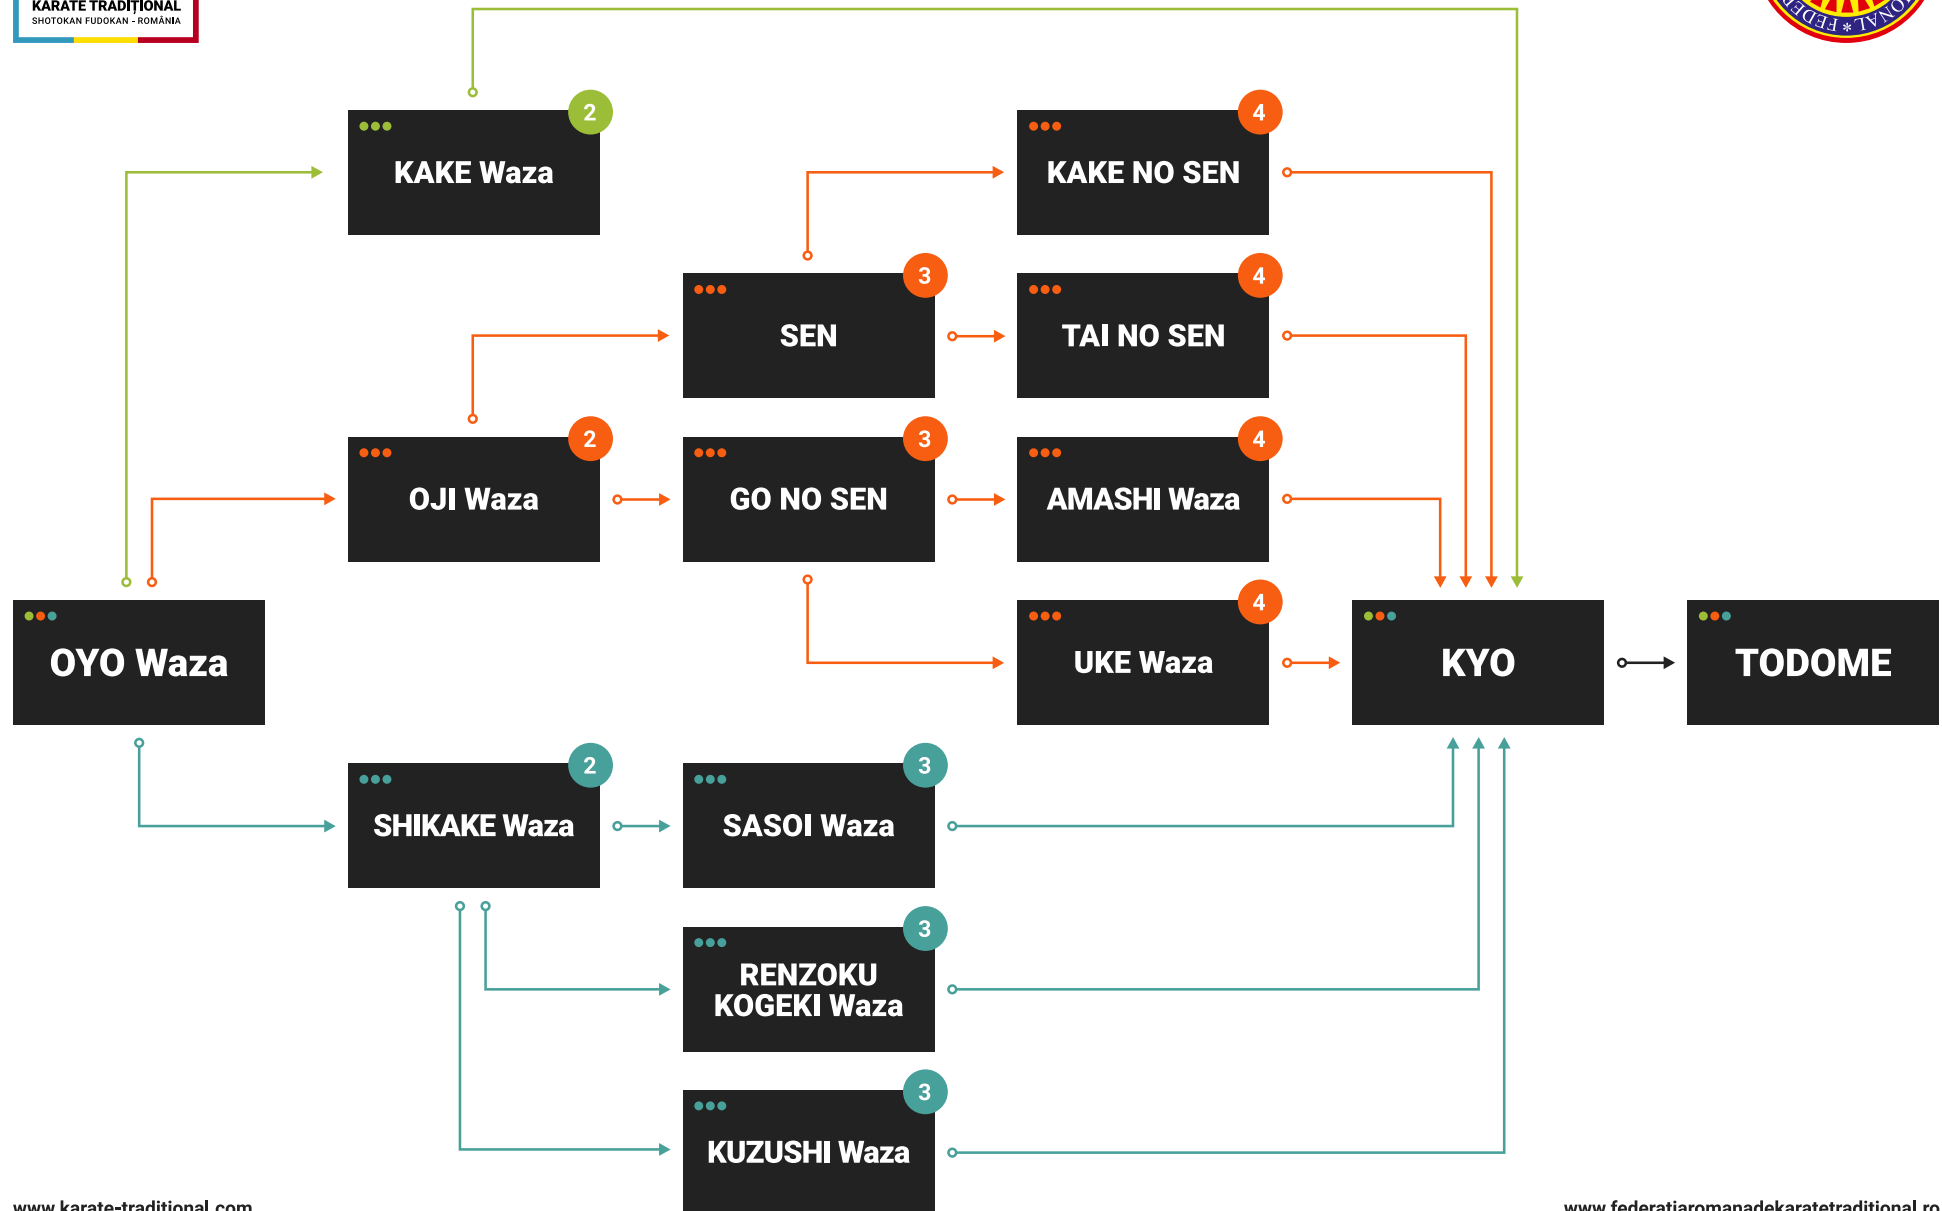 KARATE TRADIȚIONAL
SHOTOKAN FUDOKAN - ROMÂNIA
IONAL * FEDER
2
KAKE Waza
4
KAKE NO SEN
3
SEN
4
TAI NO SEN
2
OJI Waza
3
GO NO SEN
4
AMASHI Waza
OYO Waza
4
UKE Waza
KYO
TODOME
2
SHIKAKE Waza
3
SASOI Waza
3
RENZOKU
KOGEKI Waza
3
KUZUSHI Waza
www.karate-traditional.com
www.federatiaromanadekaratetraditional.ro